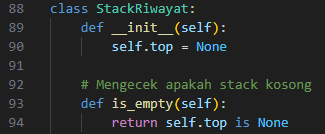 88 class StackRiwayat:
89     def __init__(self):
90         self.top = None
91
92     # Mengecek apakah stack kosong
93     def is_empty(self):
94         return self.top is None